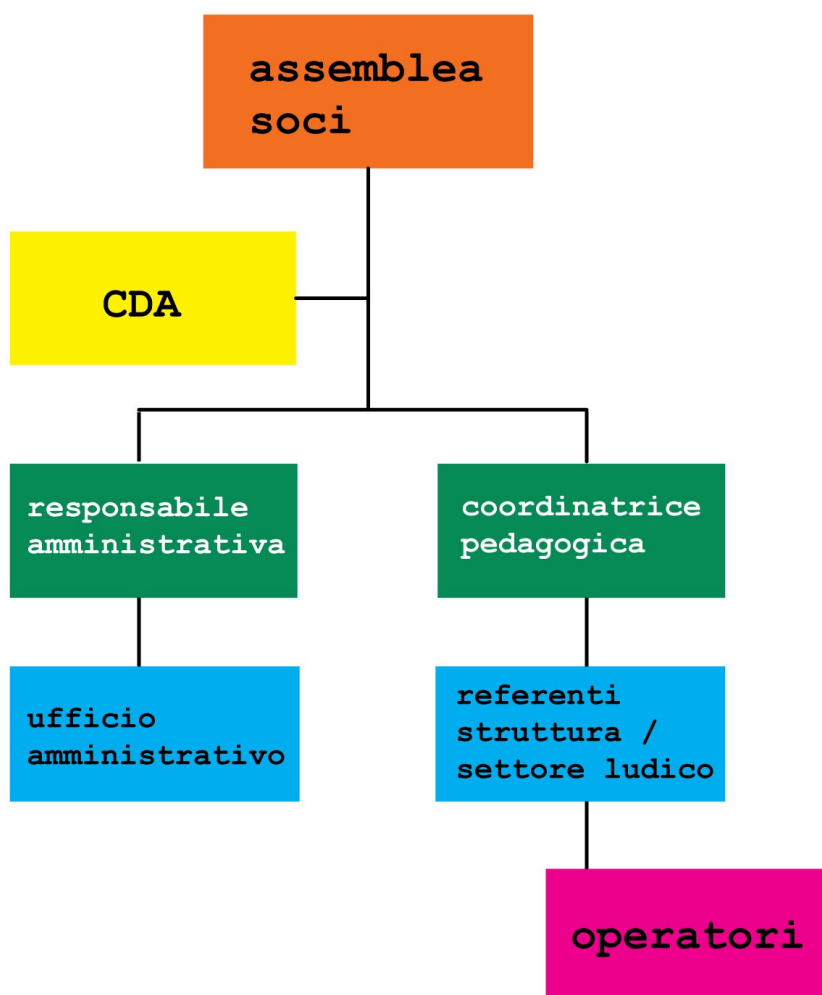 assemblea
soci
CDA
responsabile
amministrativa
coordinatrice
pedagogica
ufficio
amministrativo
referenti
struttura /
settore ludico
operatori